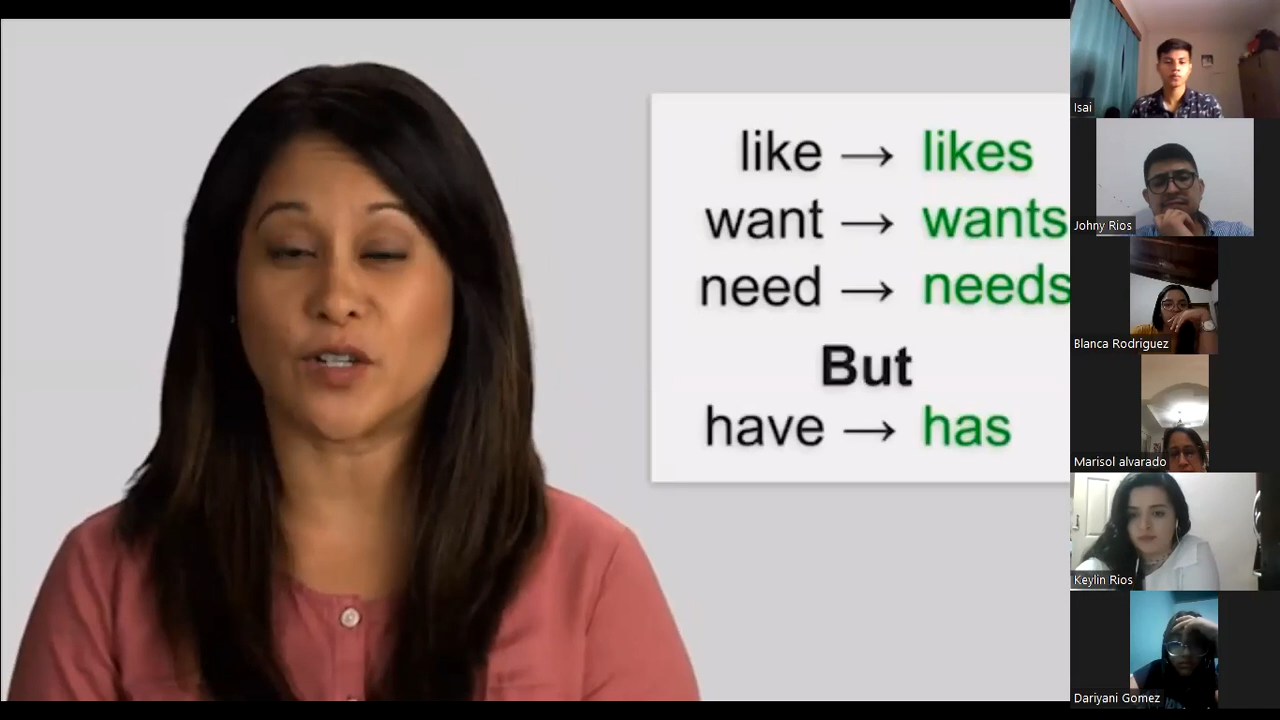 like → likes
want → wants
need → needs
But
have → has
Isai
Johny Rios
Blanca Rodriguez
Marisol alvarado
Keylin Rios
Dariyani Gomez